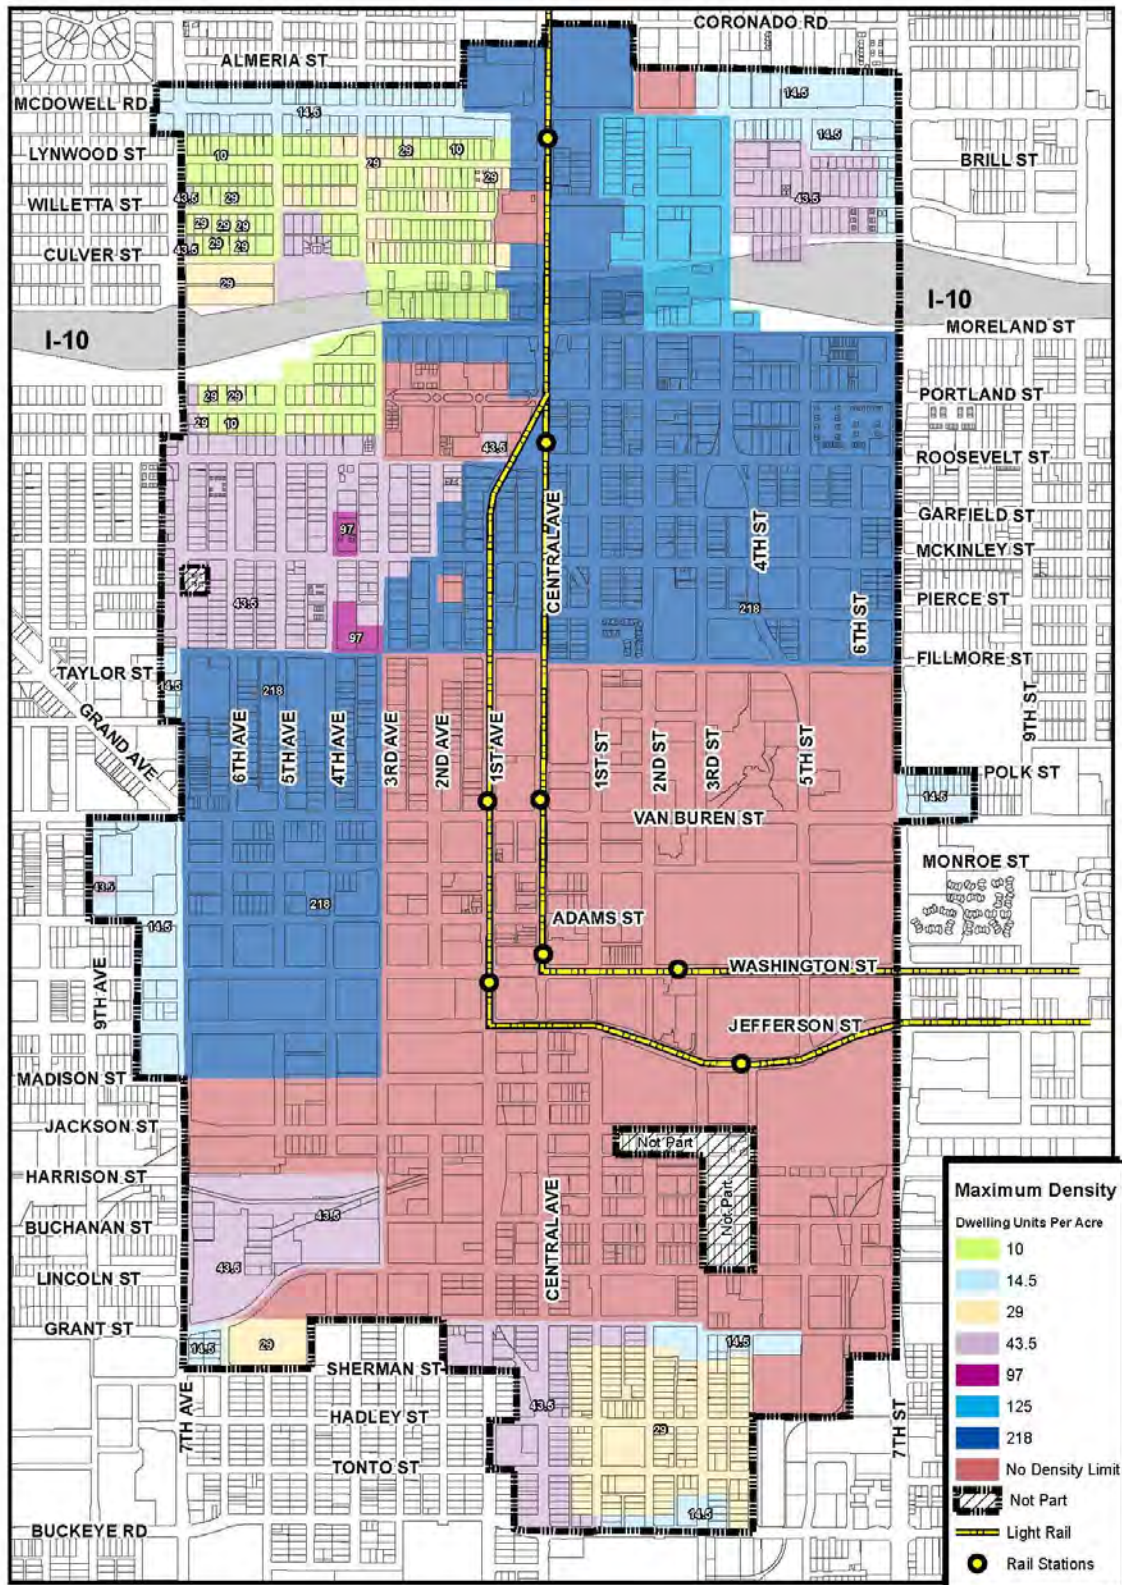 CORONADO RD
ALMERIA ST
MCDOWELL RD
14.5
14.5
14.5
LYNWOOD ST
10
29
29
10
BRILL ST
29
WILLETTA ST
43.5
29
43.5
29
29
29
CULVER ST
43.5
29
29
29
I-10
I-10
MORELAND ST
29
29
PORTLAND ST
29
10
43.5
ROOSEVELT ST
CENTRAL AVE
4TH ST
GARFIELD ST
97
MCKINLEY ST
43.5
218
PIERCE ST
97
6TH ST
TAYLOR ST
14.5
FILLMORE ST
218
GRAND AVE
6TH AVE
5TH AVE
4TH AVE
3RD AVE
2ND AVE
1ST AVE
1ST ST
2ND ST
3RD ST
5TH ST
9TH ST
POLK ST
14.5
VAN BUREN ST
MONROE ST
43.5
218
14.5
ADAMS ST
WASHINGTON ST
9TH AVE
JEFFERSON ST
MADISON ST
JACKSON ST
Not Part
HARRISON ST
Not Part
43.5
BUCHANAN ST
CENTRAL AVE
43.5
LINCOLN ST
GRANT ST
14.5
29
14.5
SHERMAN ST
7TH AVE
43.5
HADLEY ST
29
7TH ST
TONTO ST
14.5
BUCKEYE RD
Maximum Density
Dwelling Units Per Acre
10
14.5
29
43.5
97
125
218
No Density Limit
Not Part
Light Rail
Rail Stations